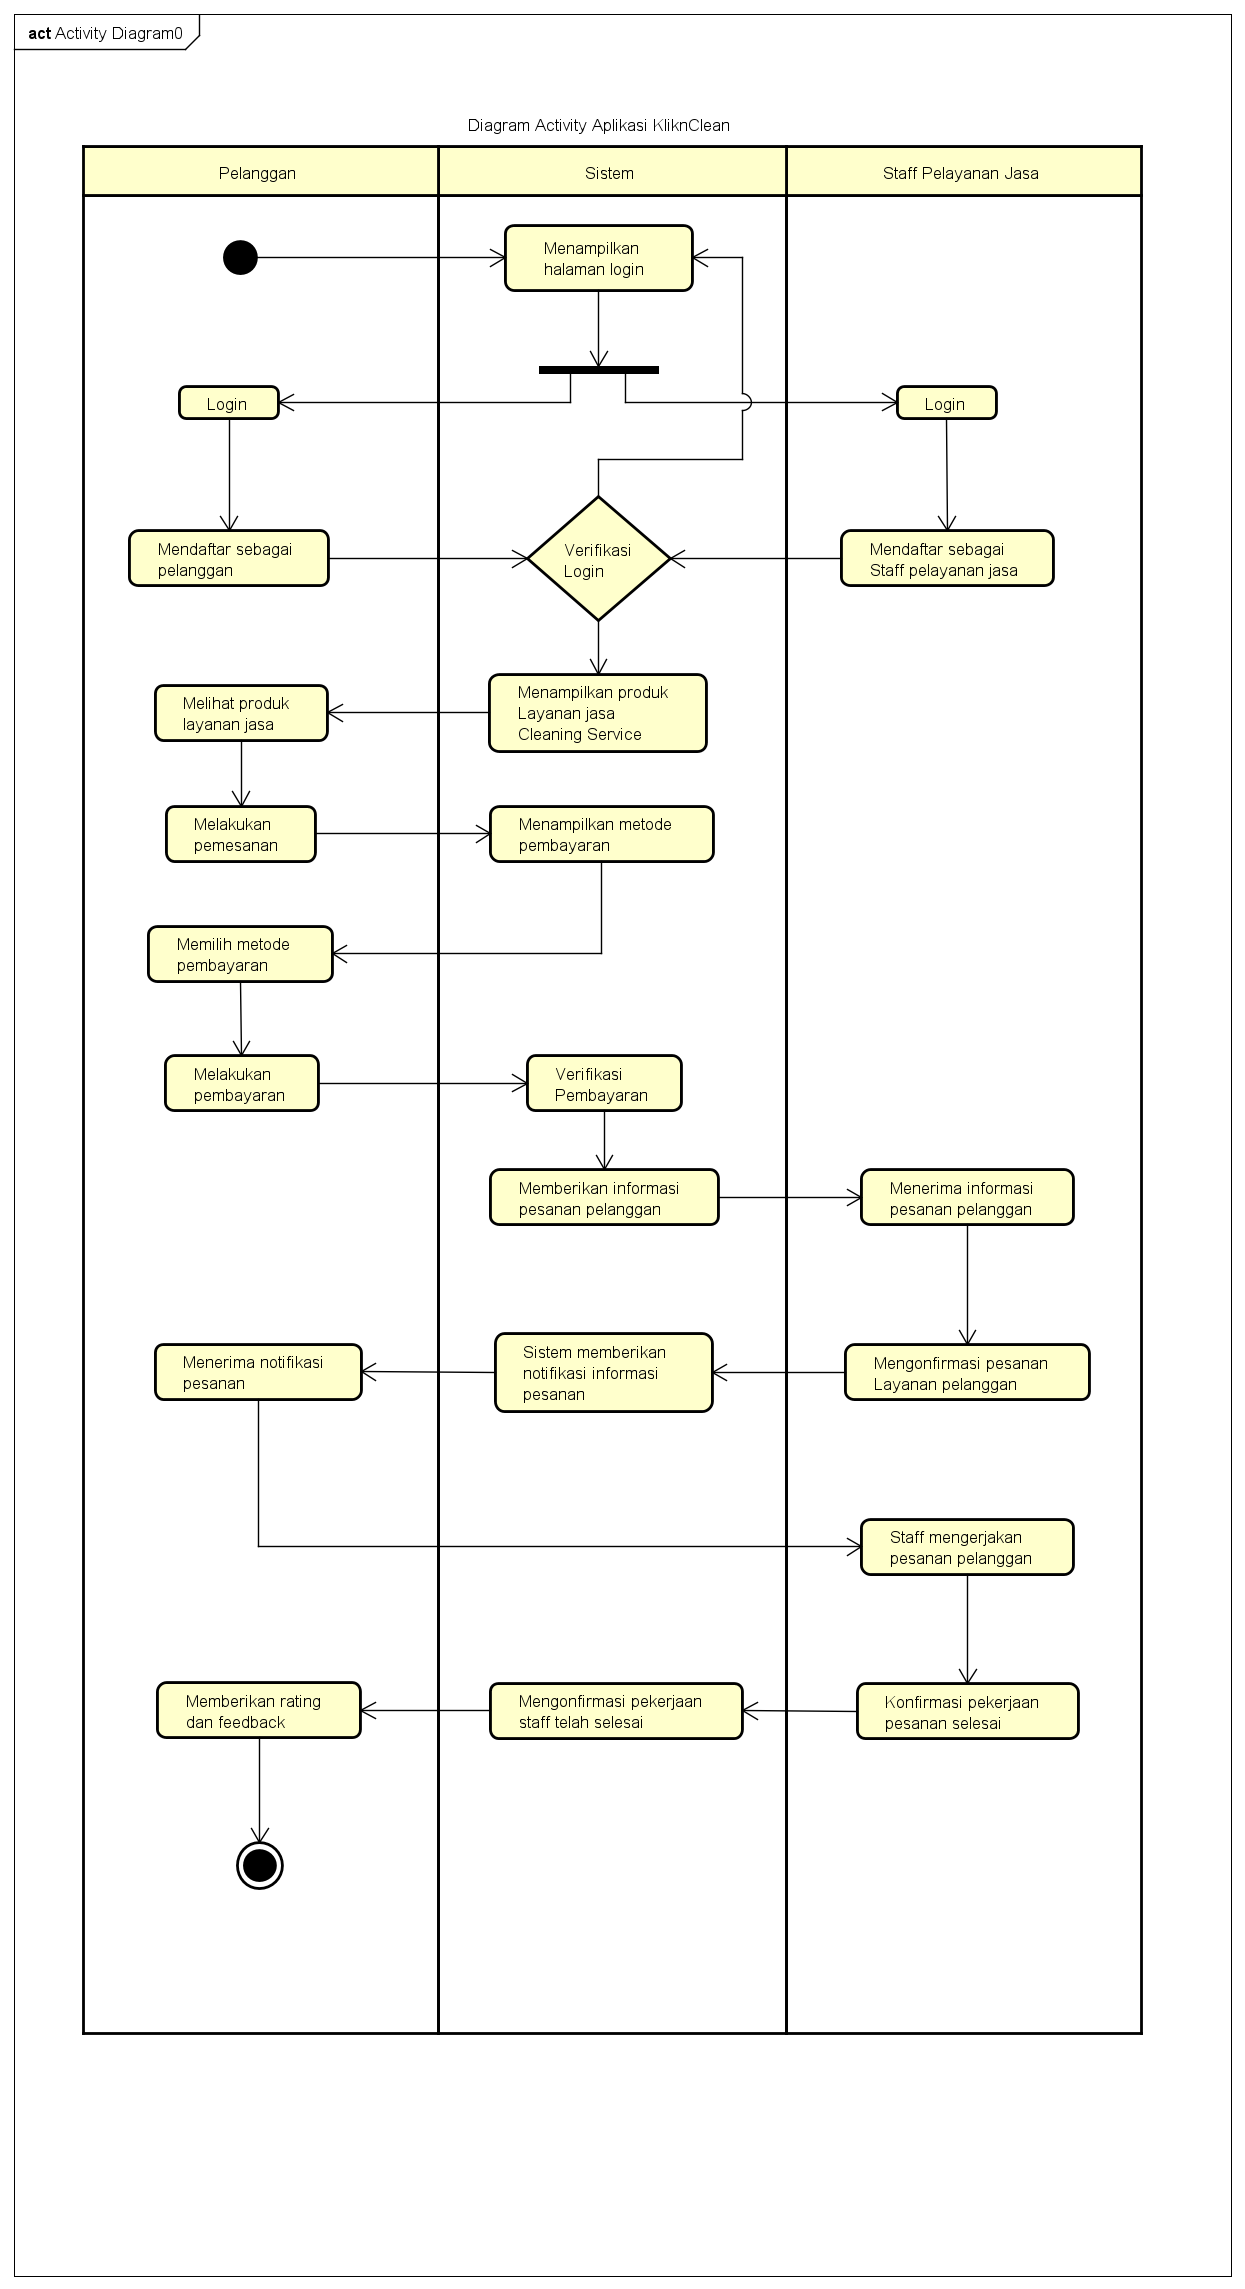 act Activity Diagram0
Diagram Activity Aplikasi KliknClean
Pelanggan
Sistem
Staff Pelayanan Jasa
Menampilkan
halaman login
Login
Login
Mendaftar sebagai
pelanggan
Verifikasi
Login
Mendaftar sebagai
Staff pelayanan jasa
Melihat produk
layanan jasa
Menampilkan produk
Layanan jasa
Cleaning Service
Melakukan
pemesanan
Menampilkan metode
pembayaran
Memilih metode
pembayaran
Melakukan
pembayaran
Verifikasi
Pembayaran
Memberikan informasi
pesanan pelanggan
Menerima informasi
pesanan pelanggan
Menerima notifikasi
pesanan
Sistem memberikan
notifikasi informasi
pesanan
Mengonfirmasi pesanan
Layanan pelanggan
Staff mengerjakan
pesanan pelanggan
Memberikan rating
dan feedback
Mengonfirmasi pekerjaan
staff telah selesai
Konfirmasi pekerjaan
pesanan selesai